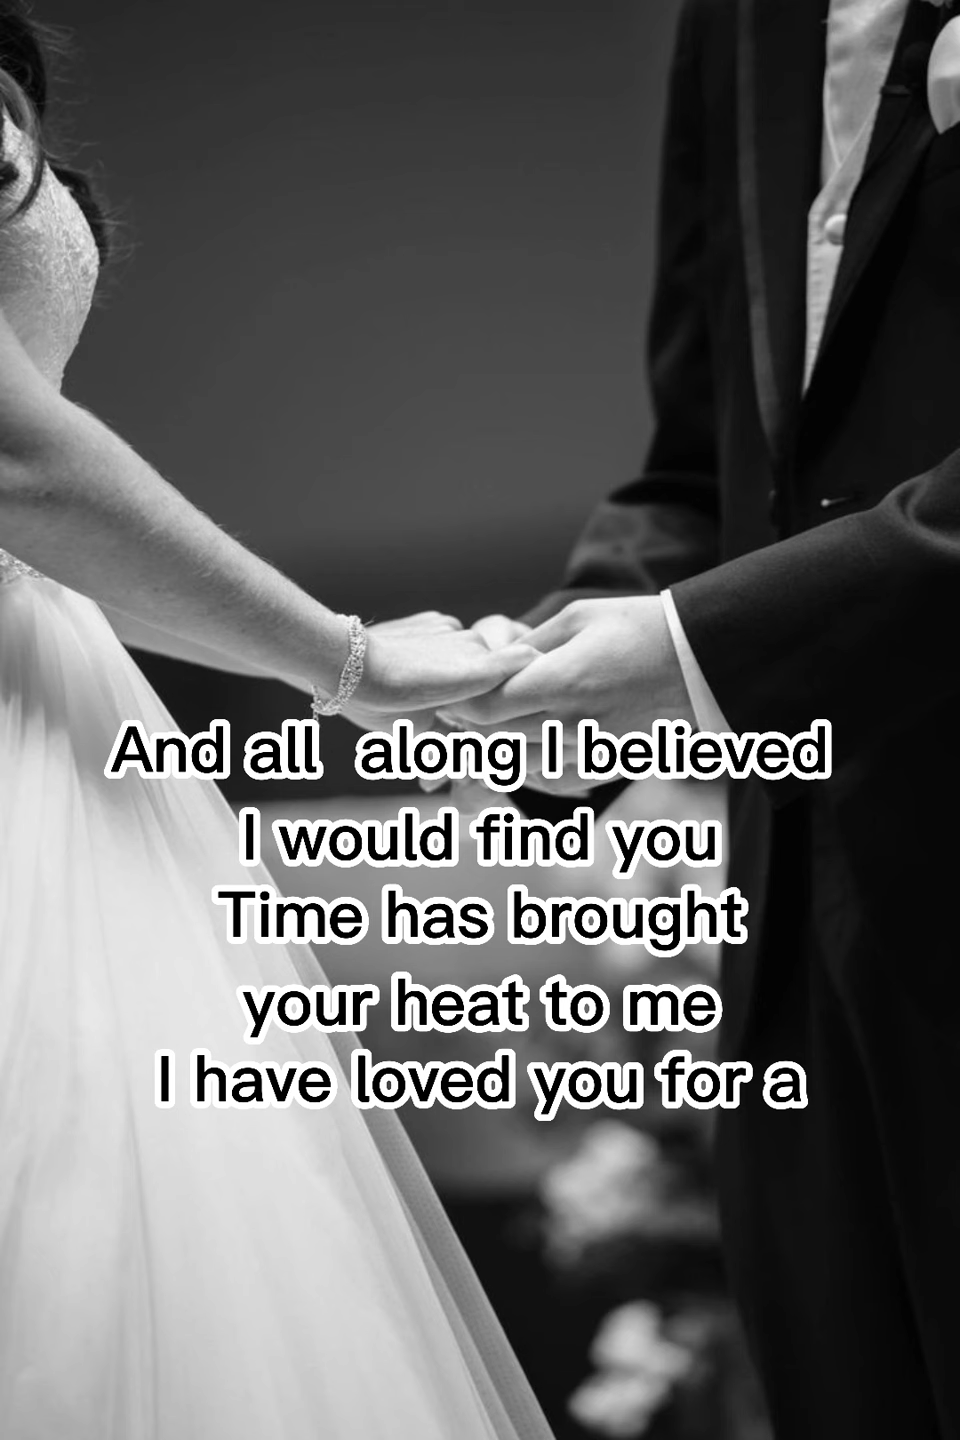 And all  along I believed
I would find you
Time has brought
your heat to me
I have loved you for a